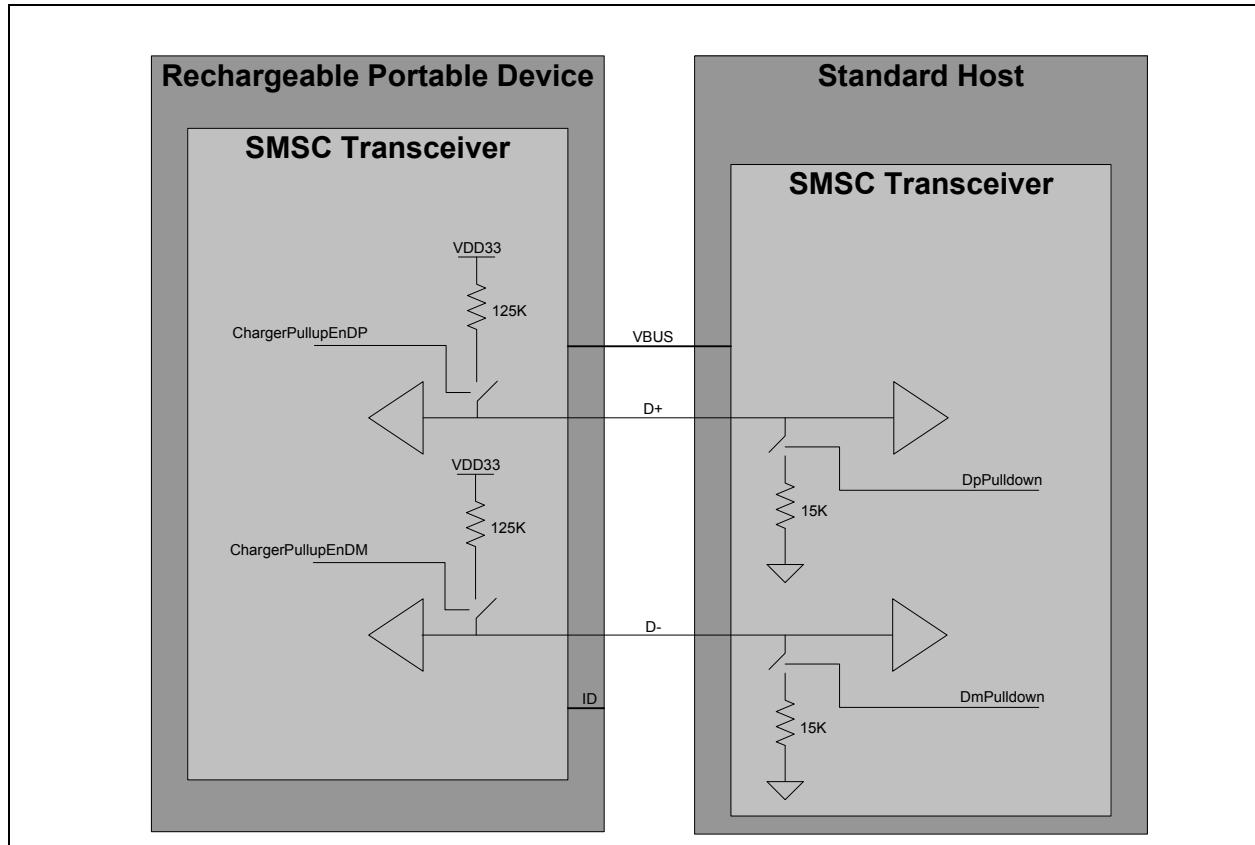 Rechargeable Portable Device
SMSC Transceiver
VDD33
125K
ChargerPullupEnDP
VDD33
125K
ChargerPullupEnDM
ID
VBUS
D+
D-
Standard Host
SMSC Transceiver
DpPulldown
15K
DmPulldown
15K